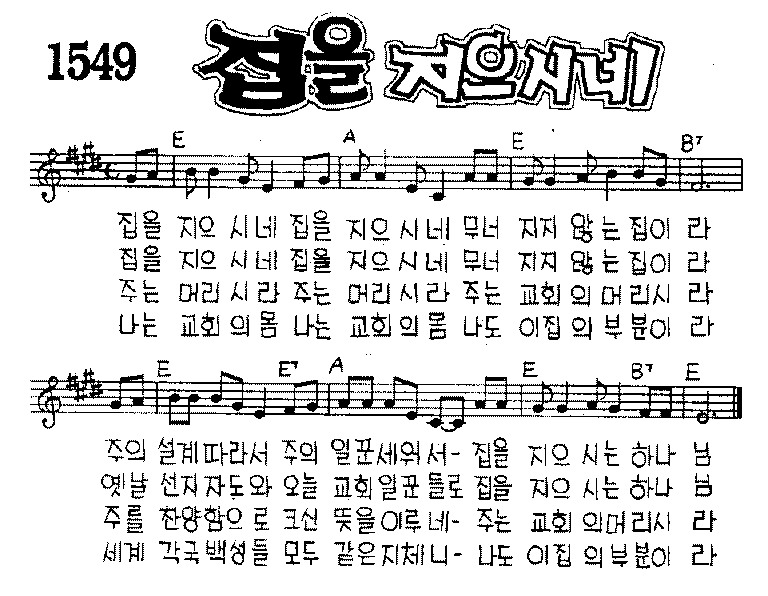 1549 집을 지으시네
E A E B7
집을 지으 시네 집을 지으 시네 무너 지지 않는 집이 라
집을 지으 시네 집을 지으 시네 무너 지지 않는 집이 라
주는 머리 시라 주는 머리 시라 주는 교회 의머리시 라
나는 교회 의몸 나는 교회 의몸 나도 이집 의부분이 라
E E7 A E B7 E
주의 설계따라서 주의 일꾼세워서- 집을 지으 시는 하나 님
옛날 선지자도와 오늘 교회일꾼 들로 집을 지으 시는 하나 님
주를 찬양함으로 크신 뜻을이루네- 주는 교회 의머리시 라
세계 각국백성들 모두 같은지체니- 나도 이집 의부분이 라